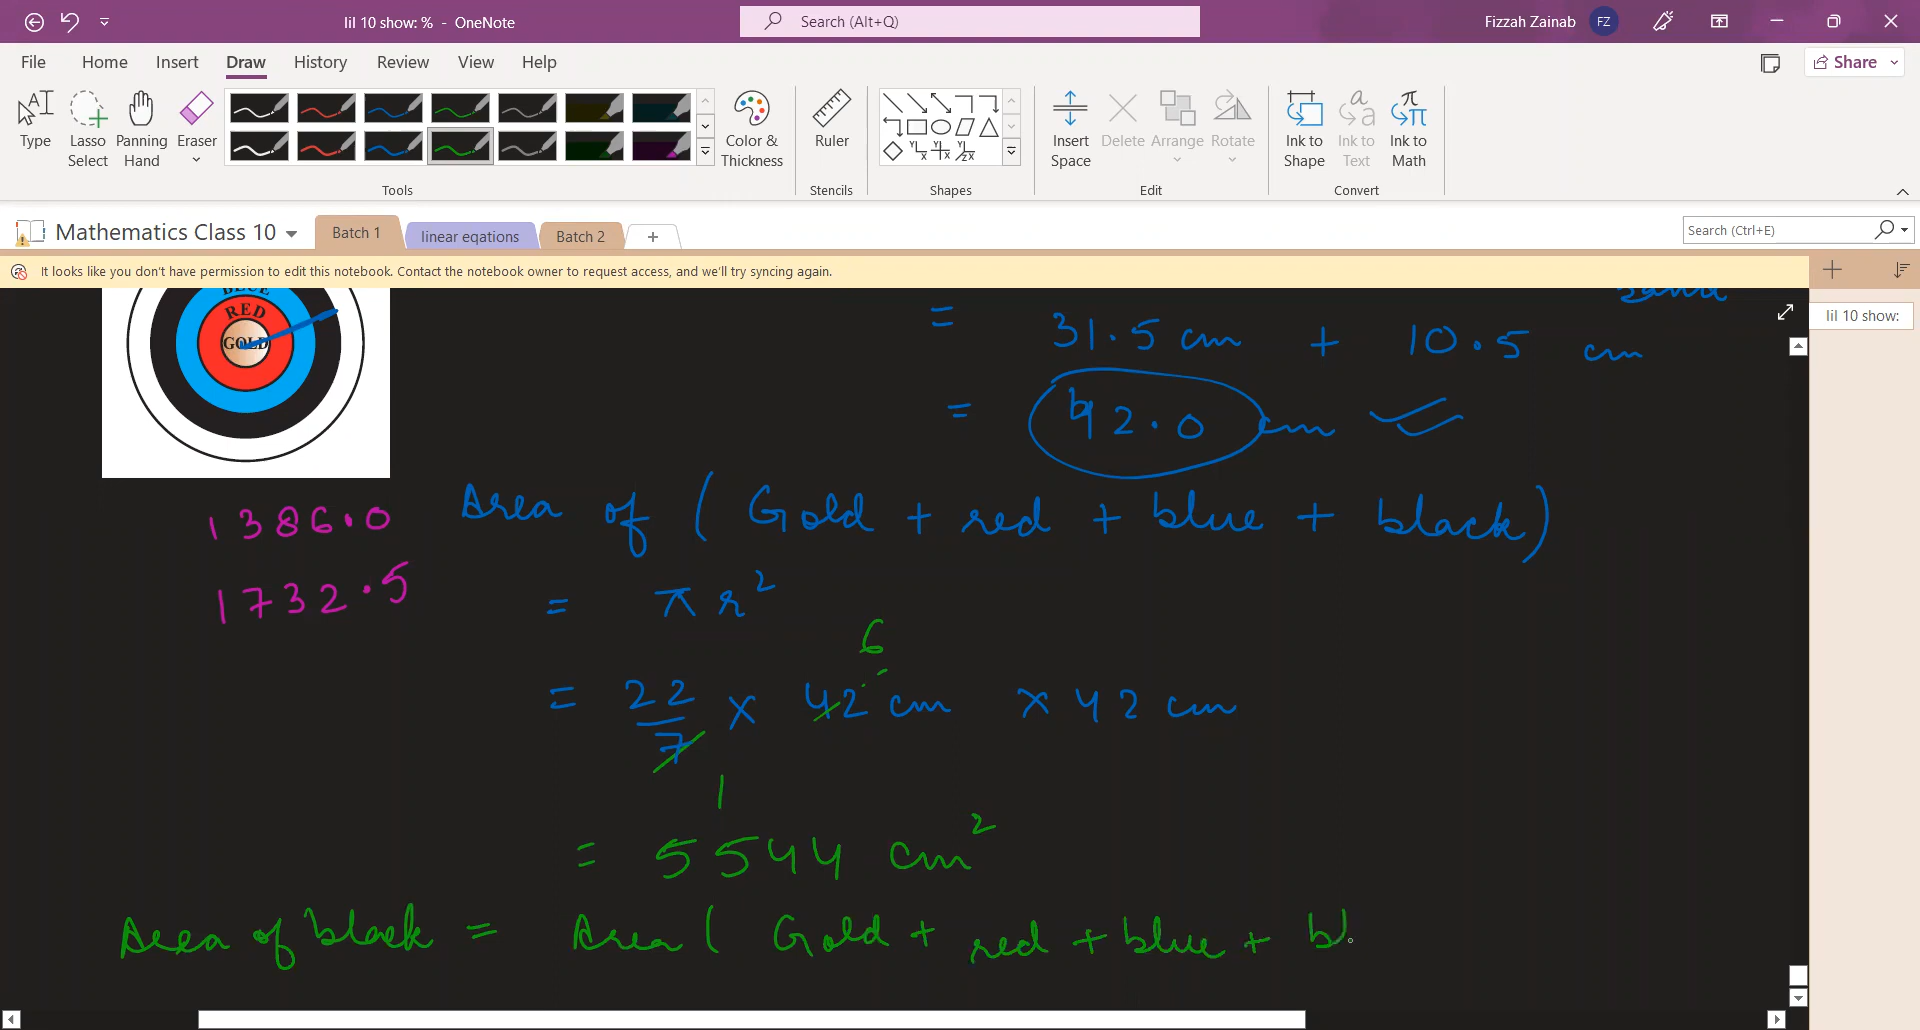 lil 10 show: % - OneNote
Search (Alt+Q)
Fizzah Zainab FZ
File Home Insert Draw History Review View Help
Share
Type
Lasso Select
Panning Hand
Eraser
Color & Thickness
Ruler
Insert Space
Delete
Arrange
Rotate
Ink to Shape
Ink to Text
Ink to Math
Tools
Stencils
Shapes
Edit
Convert
Mathematics Class 10
Batch 1
linear eqations
Batch 2
Search (Ctrl+E)
It looks like you don't have permission to edit this notebook. Contact the notebook owner to request access, and we'll try syncing again.
lil 10 show:
BLUE
RED
GOLD
band
= 31.5 cm + 10.5 cm
= 42.0 cm
1386.0
1732.5
Area of (Gold + red + blue + black)
= π r²
= 22/7 × 42 cm × 42 cm
6
1
= 5544 cm²
Area of black = Area ( Gold + red + blue + bl